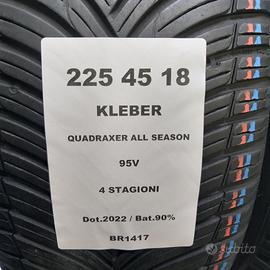 225 45 18
KLEBER
QUADRAXER ALL SEASON
95V
4 STAGIONI
Dot.2022 / Bat.90%
BR1417
subito